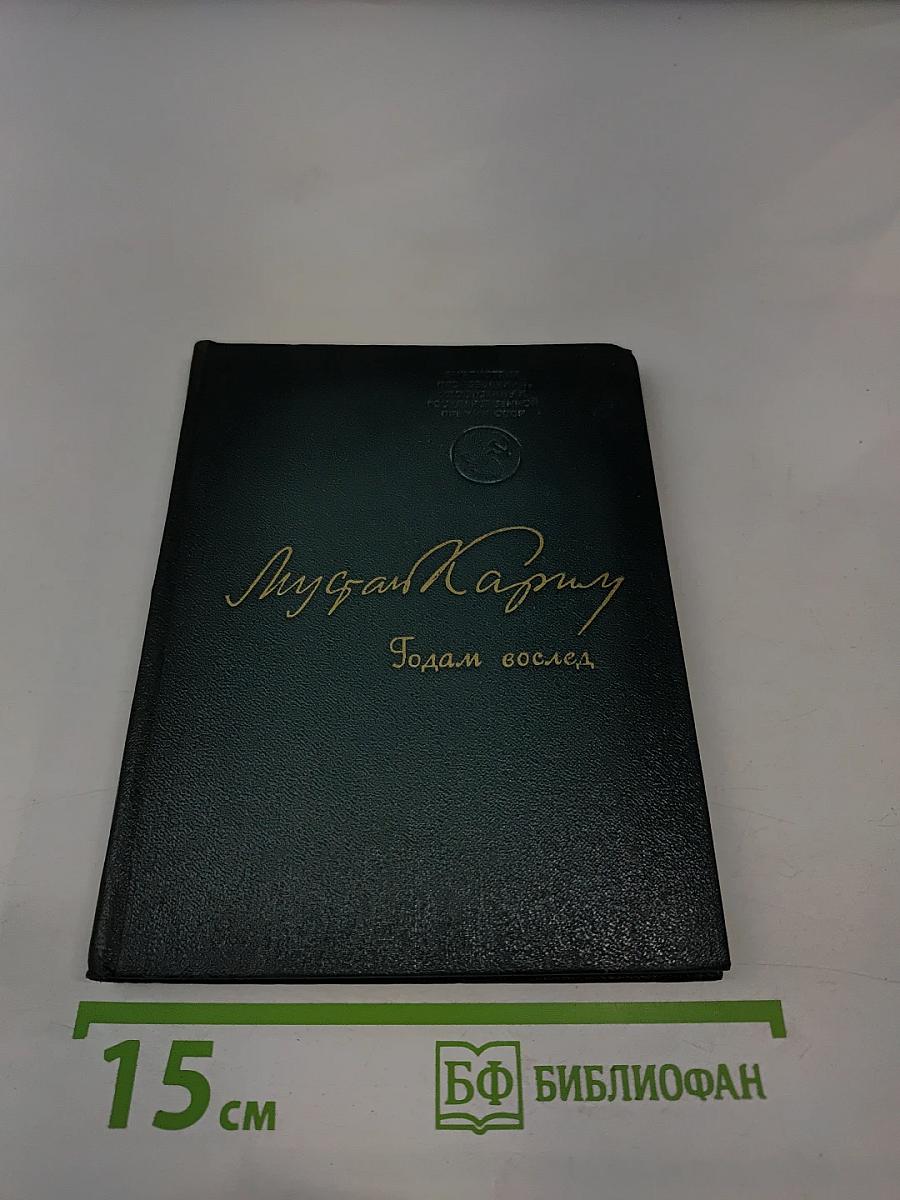 Мустай Карим
Годам вослед
15 см
БФ БИБЛИОФАН